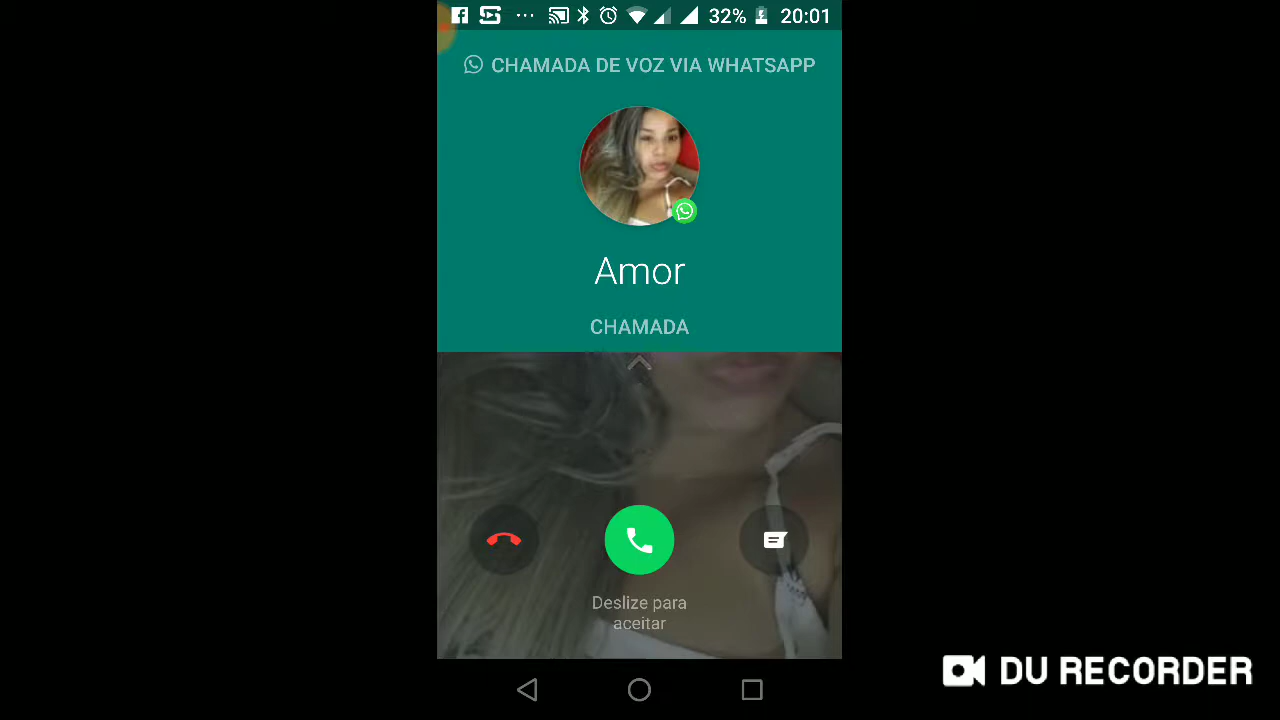 32% 20:01
CHAMADA DE VOZ VIA WHATSAPP
Amor
CHAMADA
Deslize para
aceitar
DU RECORDER